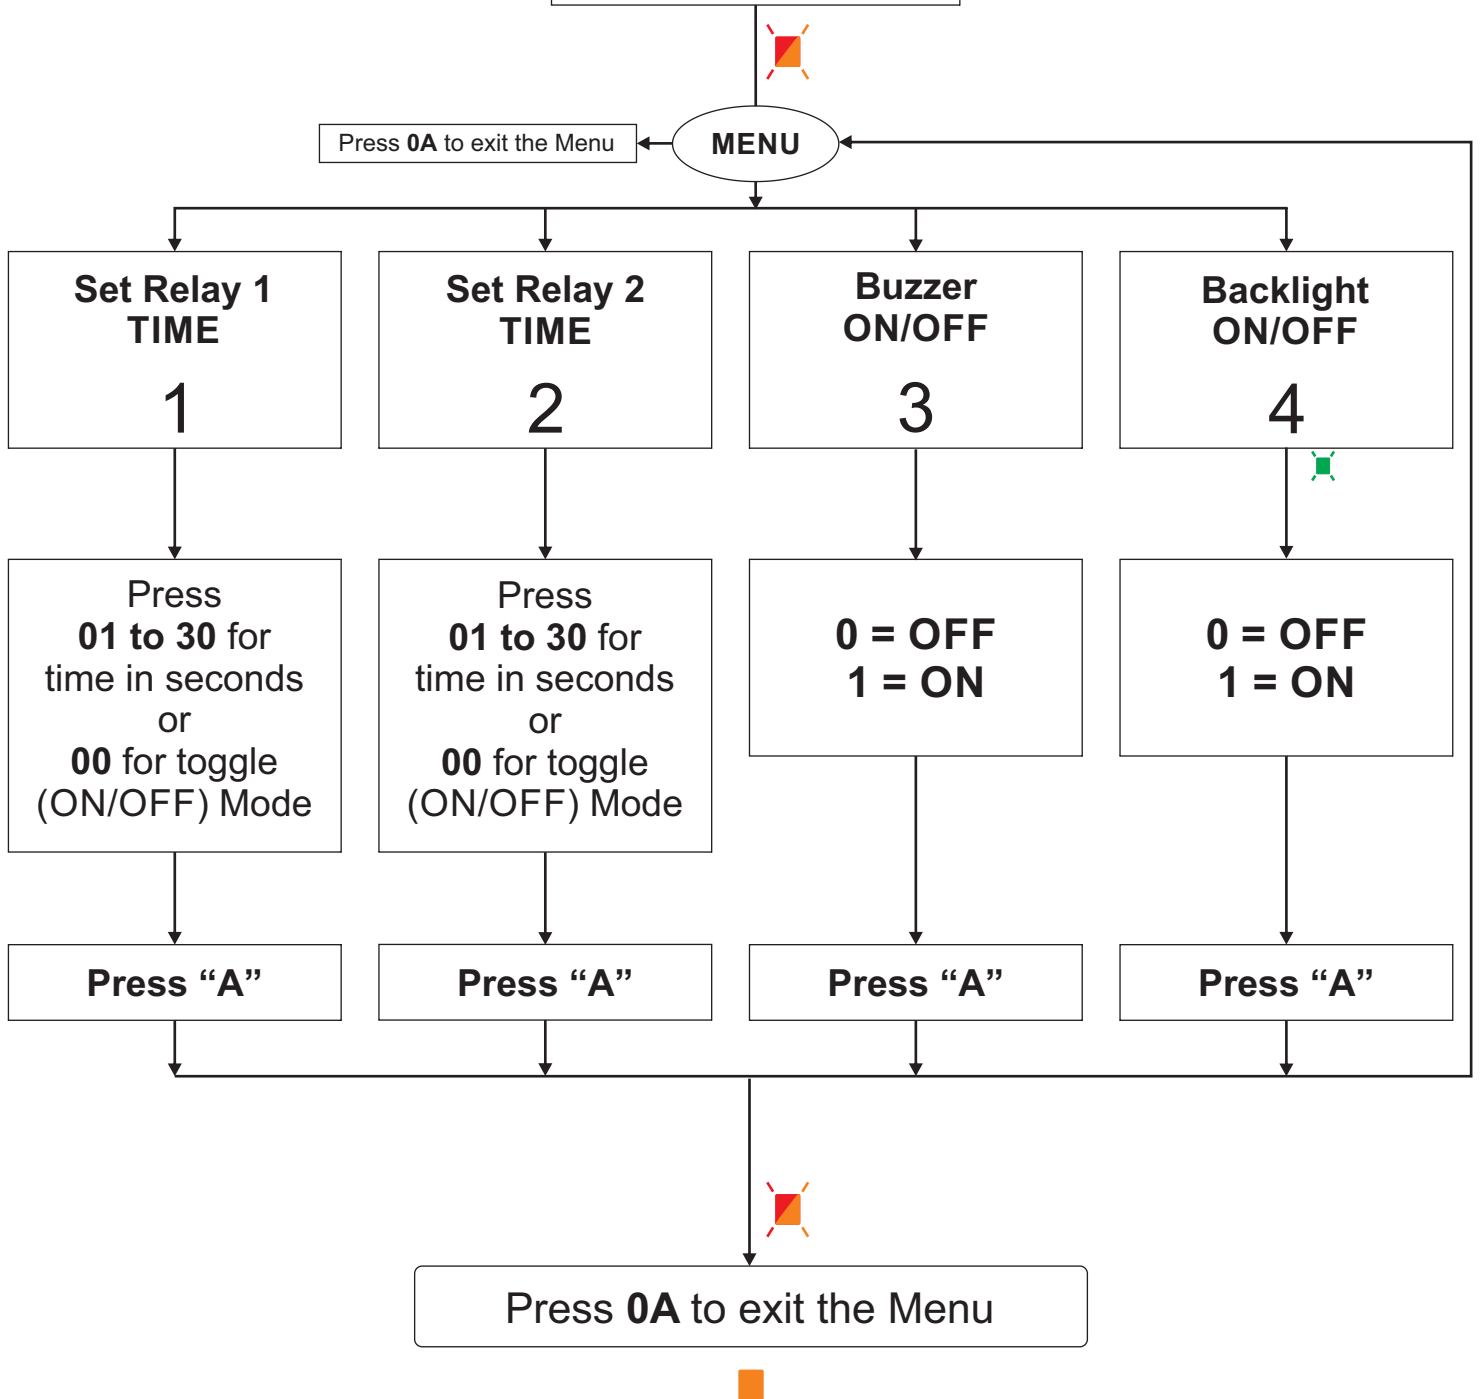 Press 0A to exit the Menu
MENU
Set Relay 1
TIME
1
Set Relay 2
TIME
2
Buzzer
ON/OFF
3
Backlight
ON/OFF
4
Press
01 to 30 for
time in seconds
or
00 for toggle
(ON/OFF) Mode
Press
01 to 30 for
time in seconds
or
00 for toggle
(ON/OFF) Mode
0 = OFF
1 = ON
0 = OFF
1 = ON
Press “A”
Press “A”
Press “A”
Press “A”
Press 0A to exit the Menu